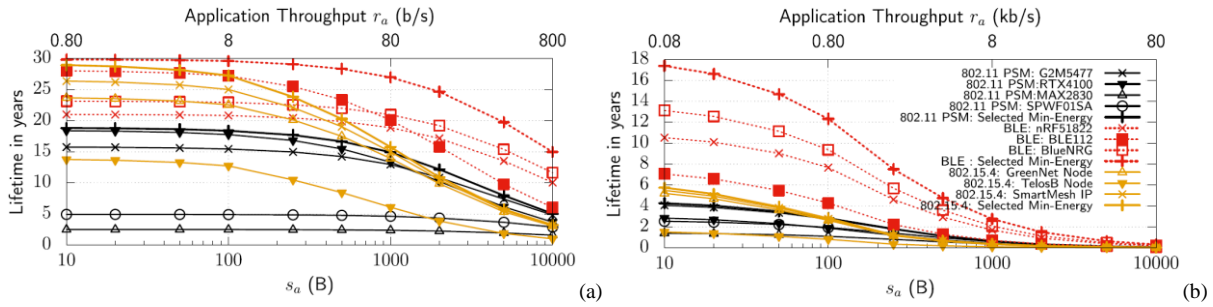 Application Throughput r_a (b/s)
0.80 8 80 800
30
25
20
15
10
5
0
Lifetime in years
10 100 1000 10000
s_a (B)
(a)
Application Throughput r_a (kb/s)
0.08 0.80 8 80
18
16
14
12
10
8
6
4
2
0
Lifetime in years
802.11 PSM: G2M5477
802.11 PSM:RTX4100
802.11 PSM:MAX2830
802.11 PSM: SPWF01SA
802.11 PSM: Selected Min-Energy
BLE: nRF51822
BLE: BLE112
BLE: BlueNRG
BLE : Selected Min-Energy
802.15.4: GreenNet Node
802.15.4: TelosB Node
802.15.4: SmartMesh IP
802.15.4: Selected Min-Energy
10 100 1000 10000
s_a (B)
(b)